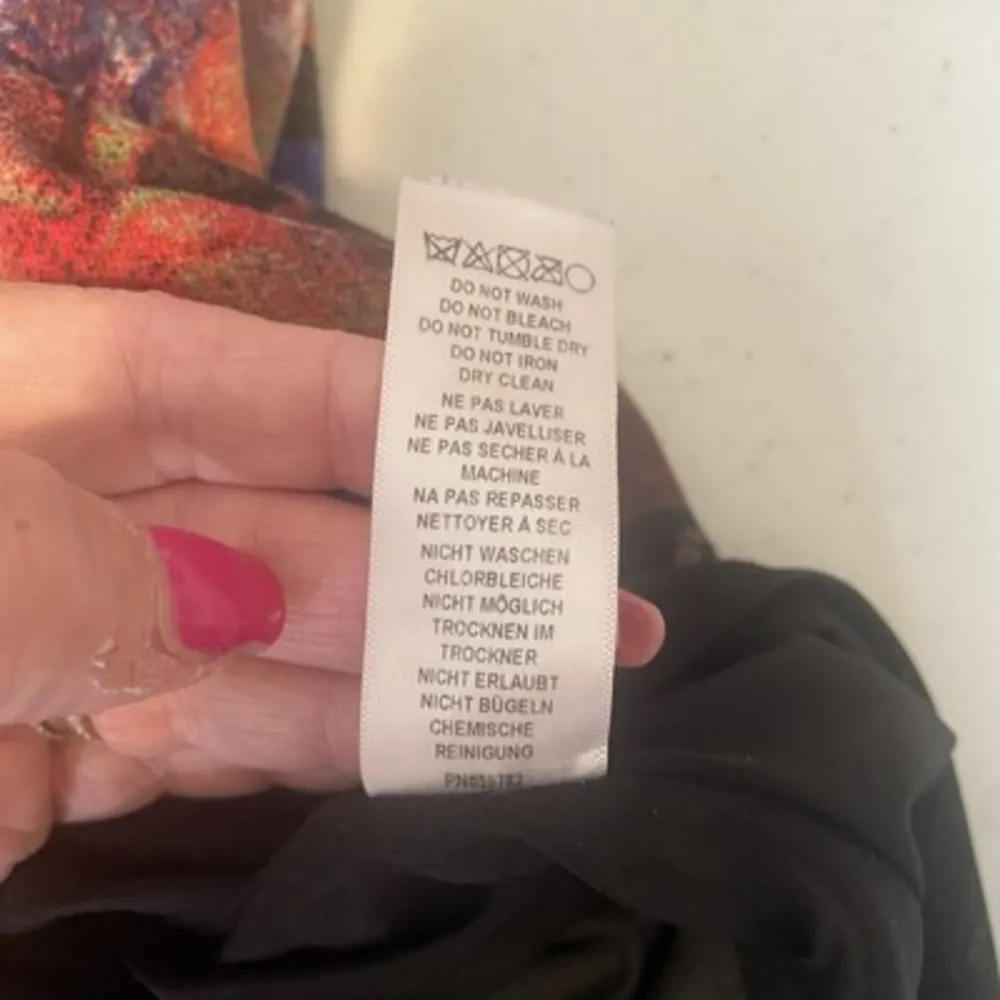 DO NOT WASH
DO NOT BLEACH
DO NOT TUMBLE DRY
DO NOT IRON
DRY CLEAN
NE PAS LAVER
NE PAS JAVELLISER
NE PAS SECHER À LA
MACHINE
NA PAS REPASSER
NETTOYER À SEC
NICHT WASCHEN
CHLORBLEICHE
NICHT MÖGLICH
TROCKNEN IM
TROCKNER
NICHT ERLAUBT
NICHT BÜGELN
CHEMISCHE
REINIGUNG